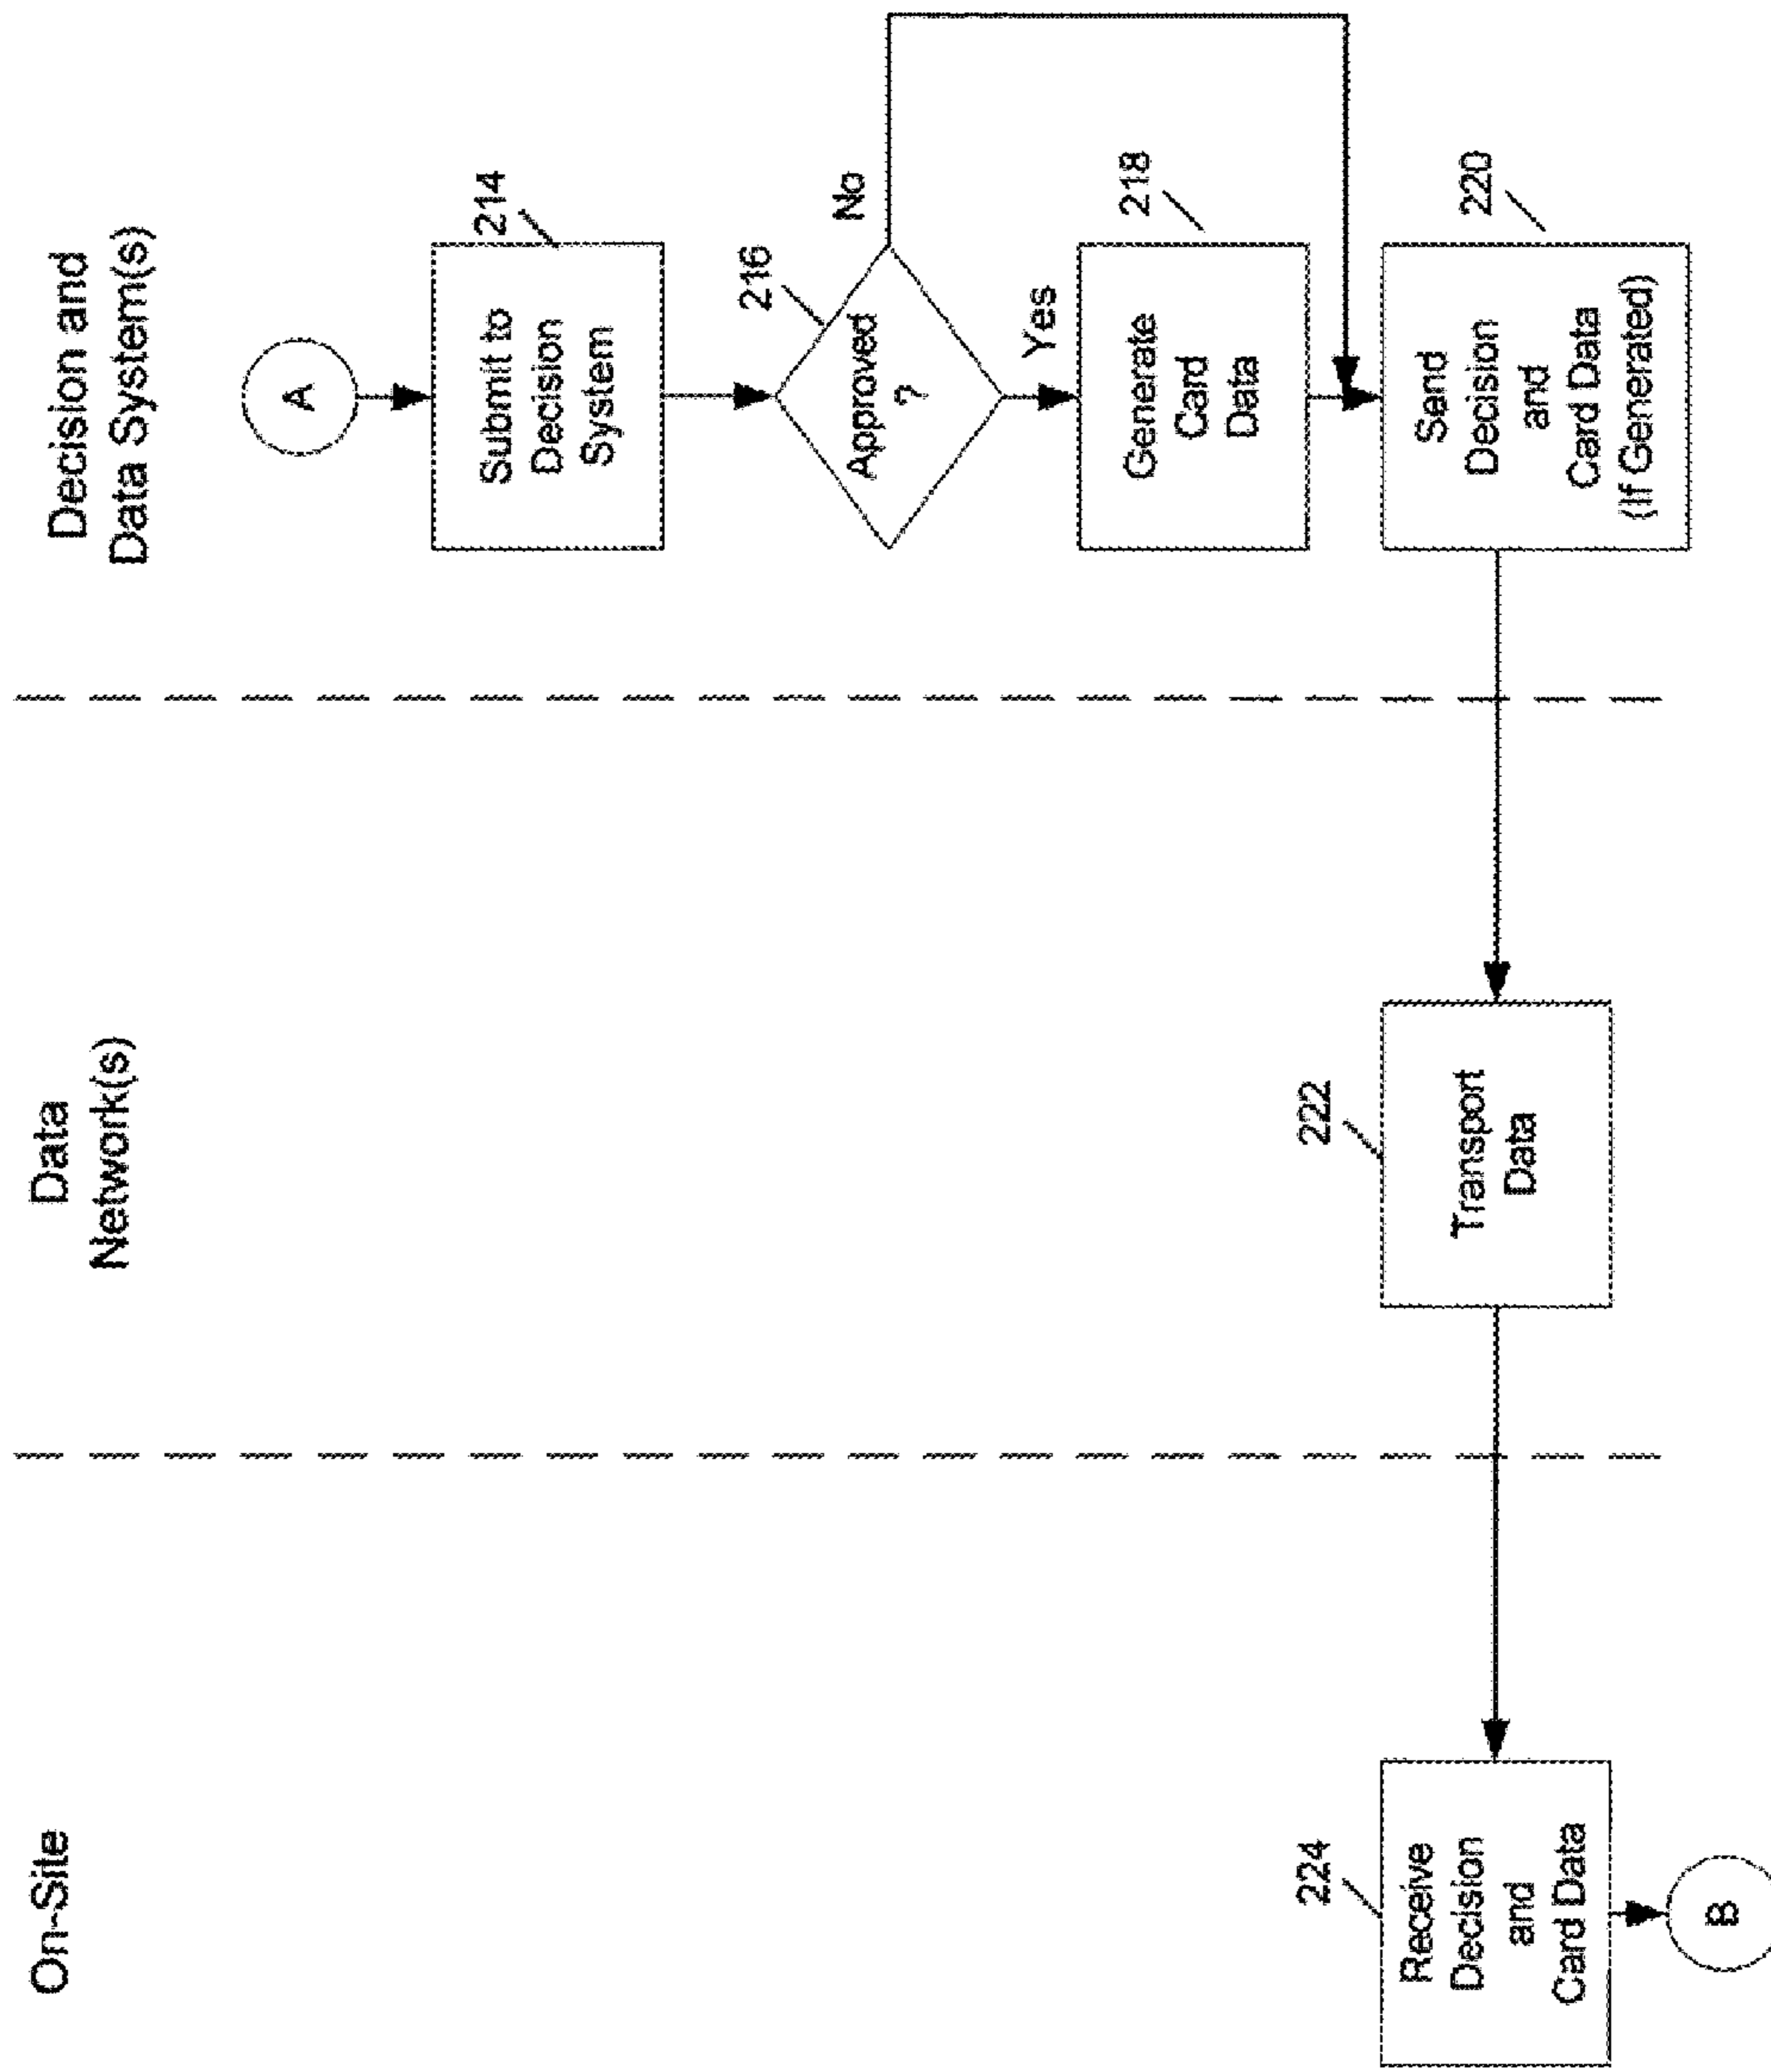 On-Site
Data
Network(s)
Decision and
Data System(s)
A
214
Submit to
Decision
System
216
Approved
?
No
Yes
218
Generate
Card
Data
220
Send
Decision
and
Card Data
(If Generated)
222
Transport
Data
224
Receive
Decision
and
Card Data
B